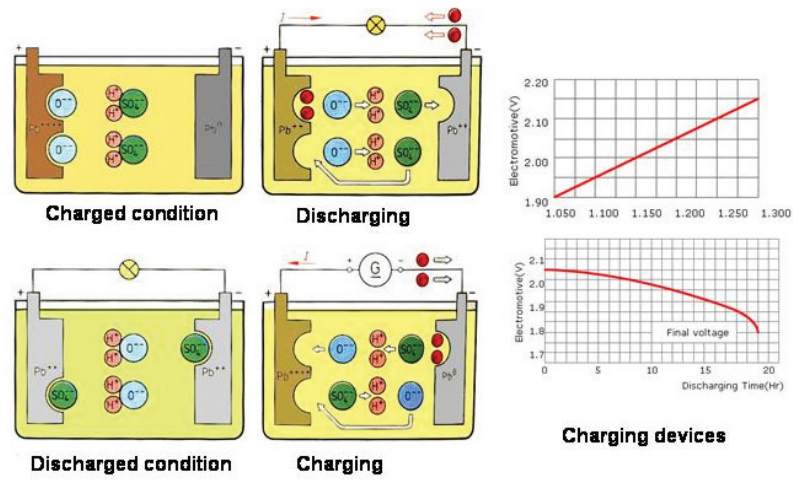 I
+
−
+
−
O−−
H+
H+
SO4−−
Pb++++
Pb0
O−−
H+
H+
SO4−−
Pb++
O−−
H+
H+
SO4−−
Pb++
O−−
H+
H+
SO4−−
Charged condition
Discharging
I
+
G
−
+
−
+
−
H+
H+
O−−
SO4−−
Pb++
Pb++
SO4−−
H+
H+
O−−
O−−
H+
H+
SO4−−
Pb++++
Pb0
SO4−−
H+
H+
O−−
Discharged condition
Charging
Electromotive(V)
2.20
2.10
2.00
1.90
1.050
1.100
1.150
1.200
1.250
1.300
Electromotive(V)
2.1
2.0
1.9
1.8
1.7
Final voltage
0
5
10
15
20
Discharging Time(Hr)
Charging devices